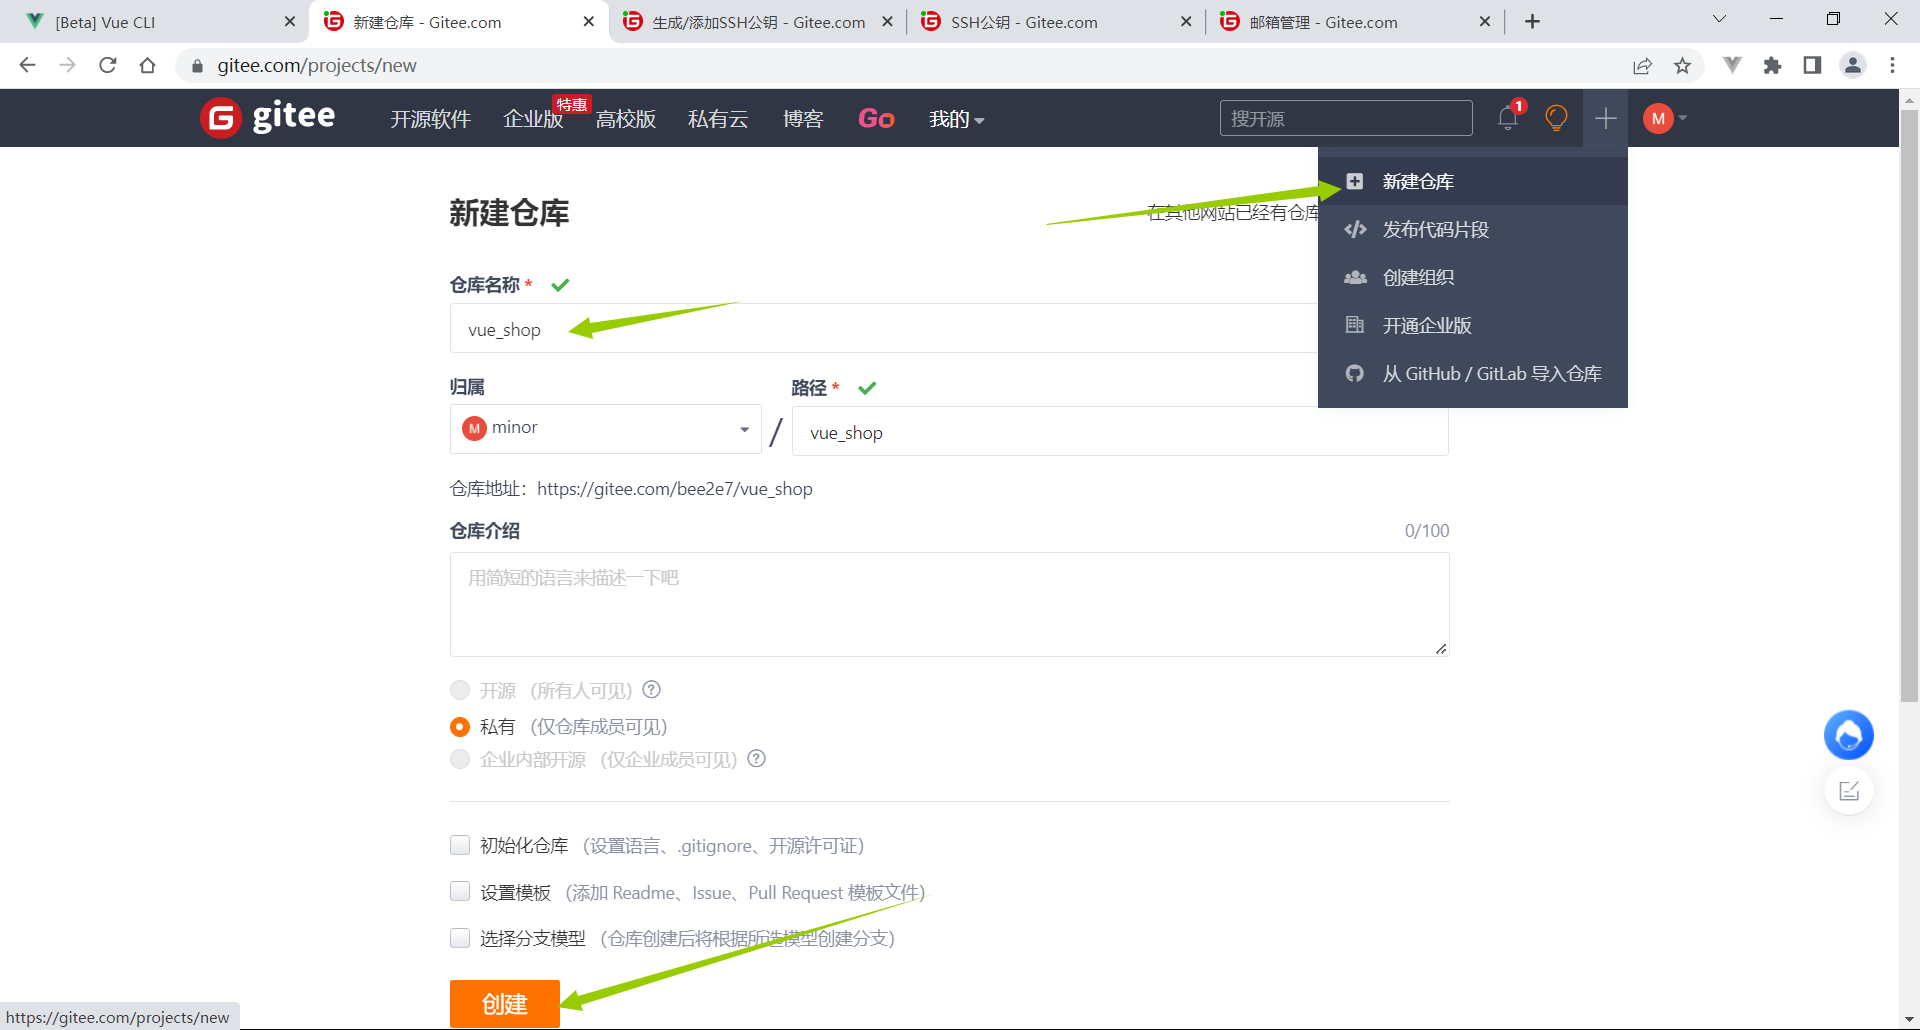 [Beta] Vue CLI
新建仓库 - Gitee.com
生成/添加SSH公钥 - Gitee.com
SSH公钥 - Gitee.com
邮箱管理 - Gitee.com
gitee.com/projects/new
gitee
开源软件
企业版
特惠
高校版
私有云
博客
Go
我的
搜开源
1
M
新建仓库
在其他网站已经有仓库
新建仓库
发布代码片段
创建组织
开通企业版
从 GitHub / GitLab 导入仓库
仓库名称 *
vue_shop
归属
路径 *
M minor
/
vue_shop
仓库地址：https://gitee.com/bee2e7/vue_shop
仓库介绍
0/100
用简短的语言来描述一下吧
开源 （所有人可见） ?
私有 （仅仓库成员可见）
企业内部开源 （仅企业成员可见） ?
初始化仓库 （设置语言、.gitignore、开源许可证）
设置模板 （添加 Readme、Issue、Pull Request 模板文件）
选择分支模型 （仓库创建后将根据所选模型创建分支）
创建
https://gitee.com/projects/new